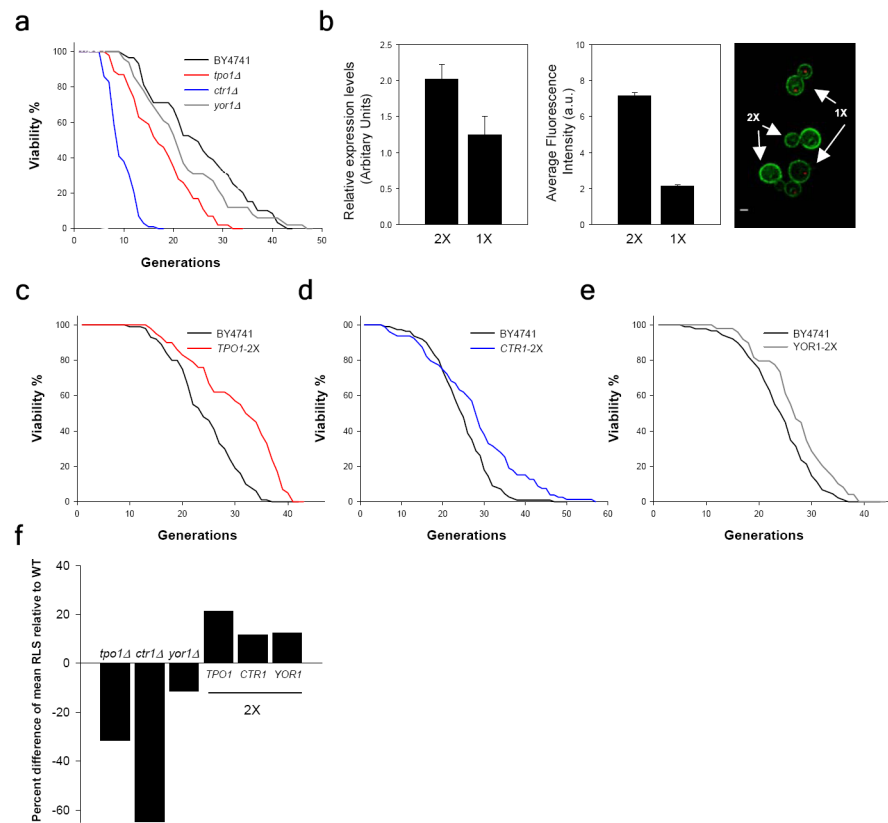 a
Viability %
100
80
60
40
20
0
BY4741
tpo1Δ
ctr1Δ
yor1Δ
0 10 20 30 40 50
Generations
b
Relative expression levels
(Arbitary Units)
2.5
2.0
1.5
1.0
0.5
0.0
2X 1X
Average Fluorescence
Intensity (a.u.)
10
8
6
4
2
0
2X 1X
1X
2X
c
Viability %
100
80
60
40
20
0
BY4741
TPO1-2X
0 20 40
Generations
d
Viability %
100
80
60
40
20
0
BY4741
CTR1-2X
0 10 20 30 40 50 60
Generations
e
Viability %
100
80
60
40
20
0
BY4741
YOR1-2X
0 10 20 30 40
Generations
f
Percent difference of mean RLS relative to WT
40
20
0
-20
-40
-60
tpo1Δ ctr1Δ yor1Δ
TPO1 CTR1 YOR1
2X